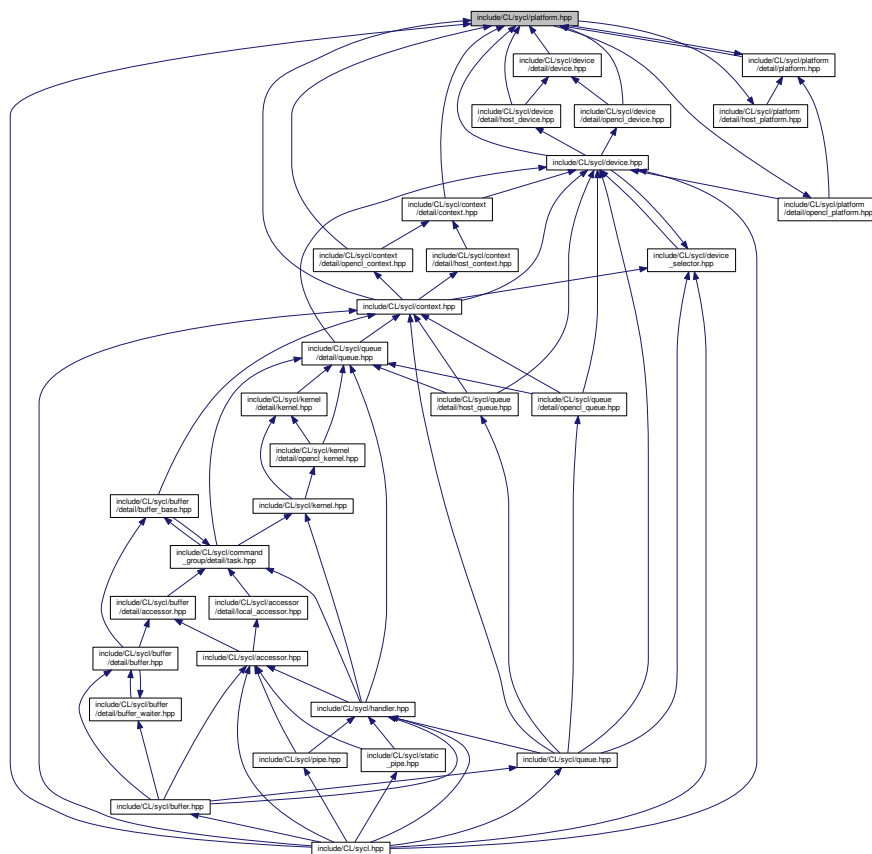 include/CL/sycl/platform.hpp
include/CL/sycl/device
/detail/device.hpp
include/CL/sycl/platform
/detail/platform.hpp
include/CL/sycl/device
/detail/host_device.hpp
include/CL/sycl/device
/detail/opencl_device.hpp
include/CL/sycl/platform
/detail/host_platform.hpp
include/CL/sycl/device.hpp
include/CL/sycl/context
/detail/context.hpp
include/CL/sycl/platform
/detail/opencl_platform.hpp
include/CL/sycl/context
/detail/opencl_context.hpp
include/CL/sycl/context
/detail/host_context.hpp
include/CL/sycl/device
_selector.hpp
include/CL/sycl/context.hpp
include/CL/sycl/queue
/detail/queue.hpp
include/CL/sycl/kernel
/detail/kernel.hpp
include/CL/sycl/queue
/detail/host_queue.hpp
include/CL/sycl/queue
/detail/opencl_queue.hpp
include/CL/sycl/kernel
/detail/opencl_kernel.hpp
include/CL/sycl/buffer
/detail/buffer_base.hpp
include/CL/sycl/kernel.hpp
include/CL/sycl/command
_group/detail/task.hpp
include/CL/sycl/buffer
/detail/accessor.hpp
include/CL/sycl/accessor
/detail/local_accessor.hpp
include/CL/sycl/buffer
/detail/buffer.hpp
include/CL/sycl/accessor.hpp
include/CL/sycl/buffer
/detail/buffer_waiter.hpp
include/CL/sycl/handler.hpp
include/CL/sycl/pipe.hpp
include/CL/sycl/static
_pipe.hpp
include/CL/sycl/queue.hpp
include/CL/sycl/buffer.hpp
include/CL/sycl.hpp